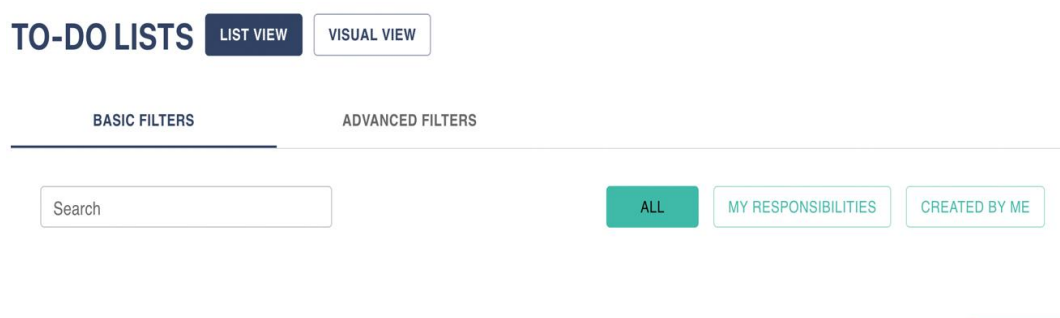 TO-DO LISTS LIST VIEW VISUAL VIEW
BASIC FILTERS ADVANCED FILTERS
Search ALL MY RESPONSIBILITIES CREATED BY ME